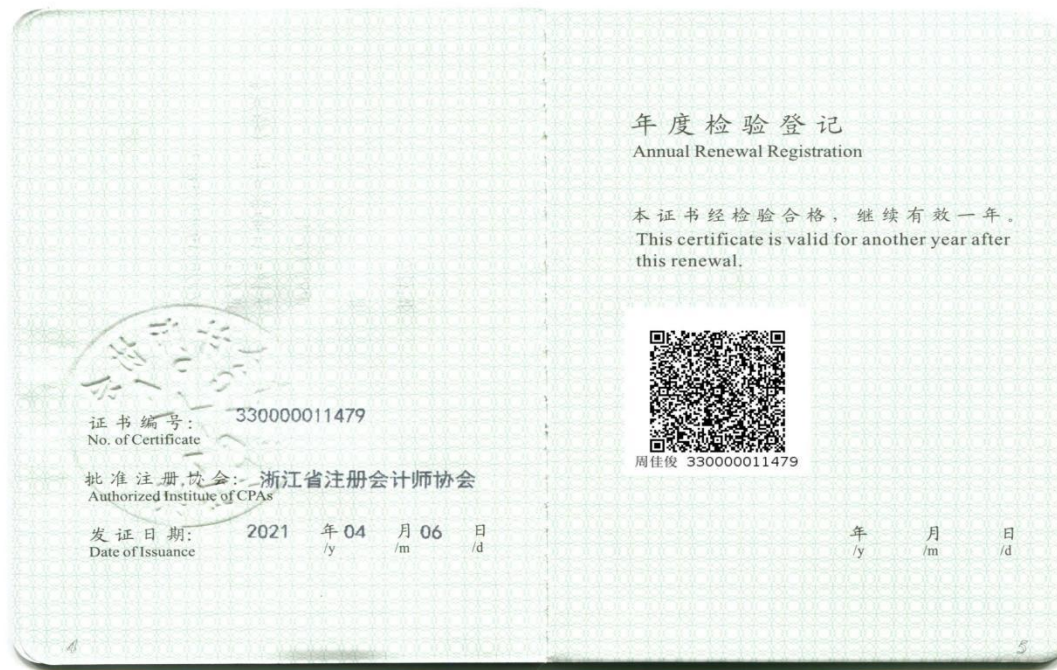 证书编号: 330000011479
No. of Certificate
批准注册协会: 浙江省注册会计师协会
Authorized Institute of CPAs
发证日期: 2021 年 04 月 06 日
Date of Issuance /y /m /d
4
年度检验登记
Annual Renewal Registration
本证书经检验合格，继续有效一年。
This certificate is valid for another year after
this renewal.
周佳俊 330000011479
年 月 日
/y /m /d
5